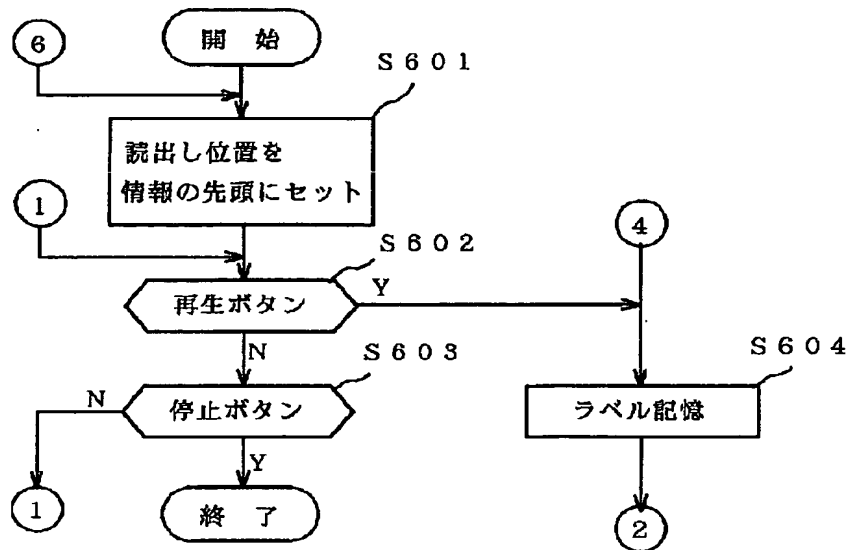 ⑥
開 始
S601
読出し位置を
情報の先頭にセット
①
④
S602
再生ボタン
Y
N
S603
S604
N
停止ボタン
ラベル記憶
Y
①
終 了
②